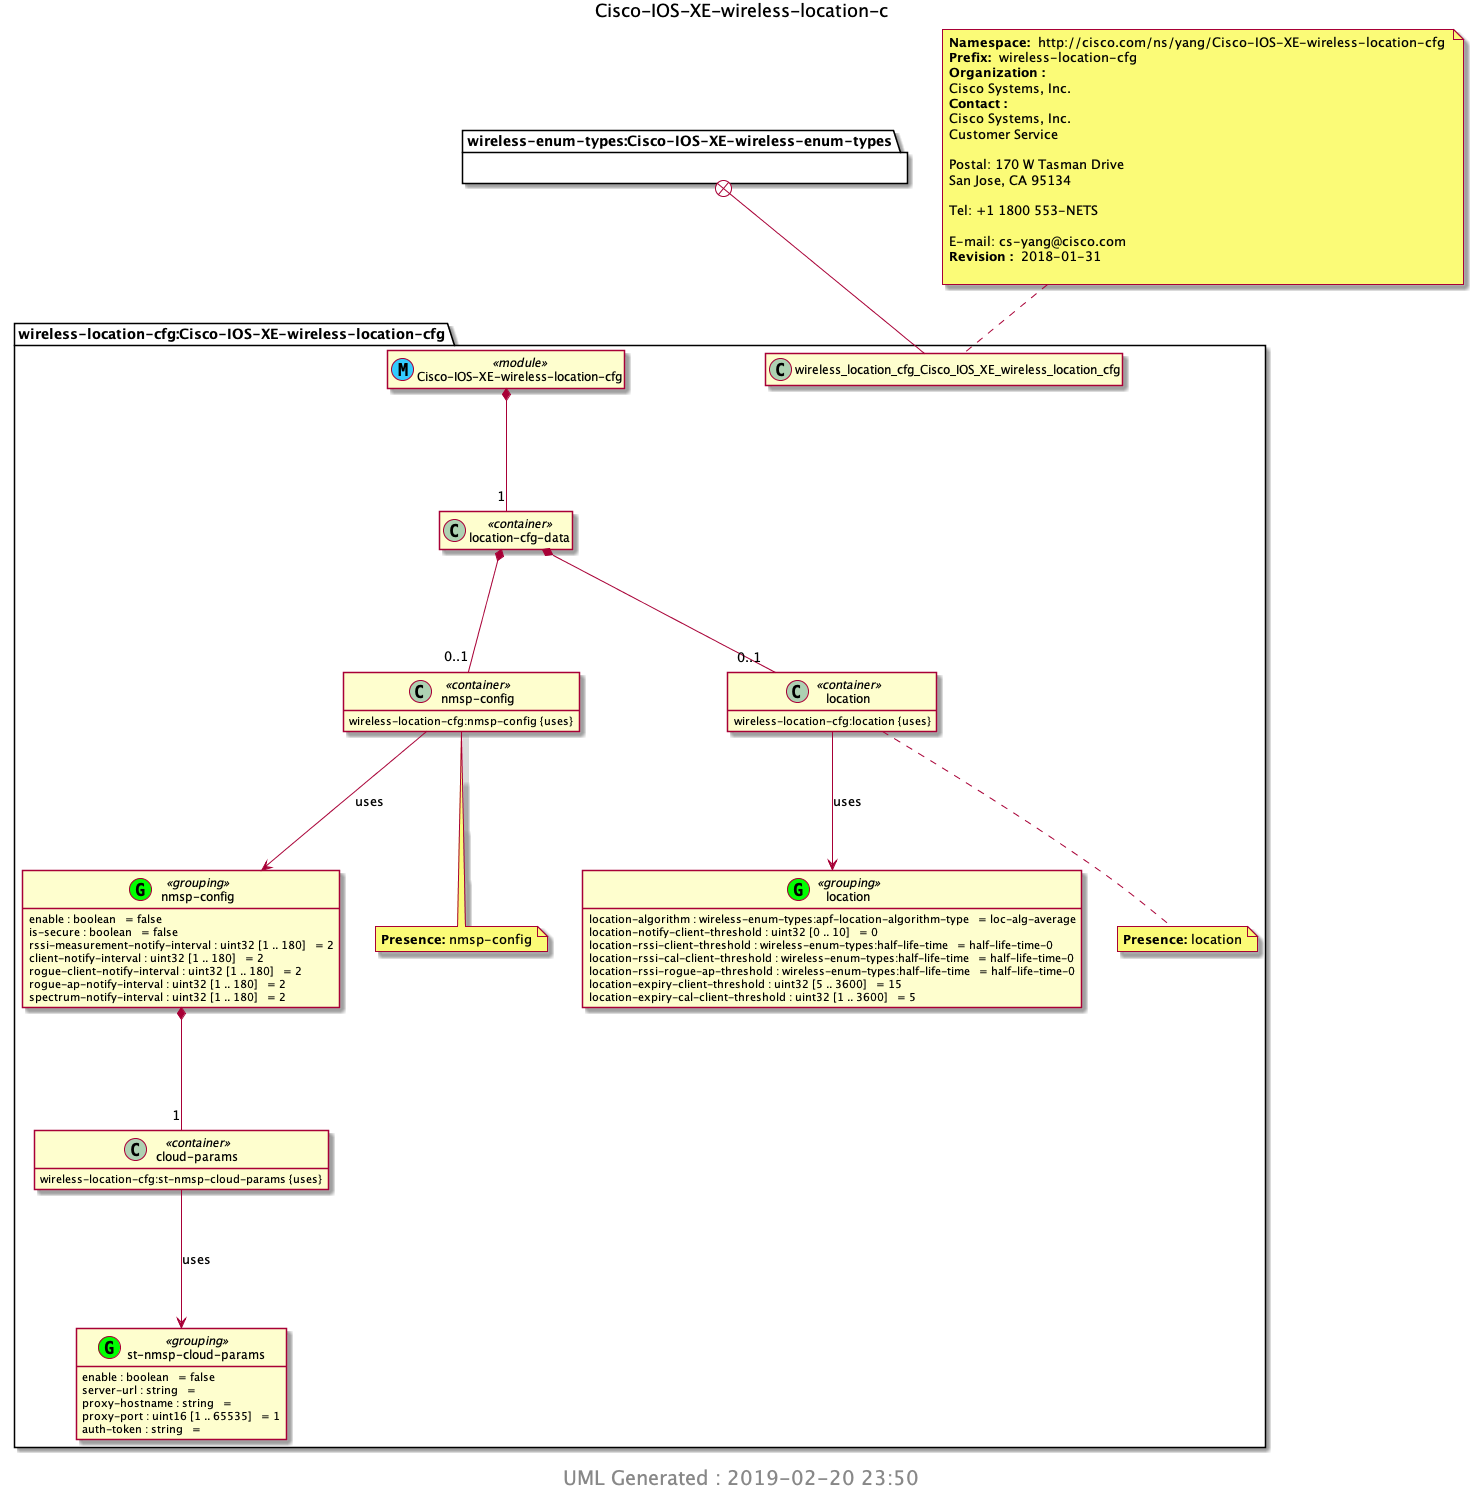 Cisco-IOS-XE-wireless-location-c
Namespace: http://cisco.com/ns/yang/Cisco-IOS-XE-wireless-location-cfg
Prefix: wireless-location-cfg
Organization :
Cisco Systems, Inc.
Contact :
Cisco Systems, Inc.
Customer Service
Postal: 170 W Tasman Drive
San Jose, CA 95134
Tel: +1 1800 553-NETS
E-mail: cs-yang@cisco.com
Revision : 2018-01-31
wireless-enum-types:Cisco-IOS-XE-wireless-enum-types
wireless-location-cfg:Cisco-IOS-XE-wireless-location-cfg
M
«module»
Cisco-IOS-XE-wireless-location-cfg
C wireless_location_cfg_Cisco_IOS_XE_wireless_location_cfg
1
C
«container»
location-cfg-data
0..1
0..1
C
«container»
nmsp-config
wireless-location-cfg:nmsp-config {uses}
C
«container»
location
wireless-location-cfg:location {uses}
uses
uses
G
«grouping»
nmsp-config
enable : boolean = false
is-secure : boolean = false
rssi-measurement-notify-interval : uint32 [1 .. 180] = 2
client-notify-interval : uint32 [1 .. 180] = 2
rogue-client-notify-interval : uint32 [1 .. 180] = 2
rogue-ap-notify-interval : uint32 [1 .. 180] = 2
spectrum-notify-interval : uint32 [1 .. 180] = 2
Presence: nmsp-config
G
«grouping»
location
location-algorithm : wireless-enum-types:apf-location-algorithm-type = loc-alg-average
location-notify-client-threshold : uint32 [0 .. 10] = 0
location-rssi-client-threshold : wireless-enum-types:half-life-time = half-life-time-0
location-rssi-cal-client-threshold : wireless-enum-types:half-life-time = half-life-time-0
location-rssi-rogue-ap-threshold : wireless-enum-types:half-life-time = half-life-time-0
location-expiry-client-threshold : uint32 [5 .. 3600] = 15
location-expiry-cal-client-threshold : uint32 [1 .. 3600] = 5
Presence: location
1
C
«container»
cloud-params
wireless-location-cfg:st-nmsp-cloud-params {uses}
uses
G
«grouping»
st-nmsp-cloud-params
enable : boolean = false
server-url : string =
proxy-hostname : string =
proxy-port : uint16 [1 .. 65535] = 1
auth-token : string =
UML Generated : 2019-02-20 23:50